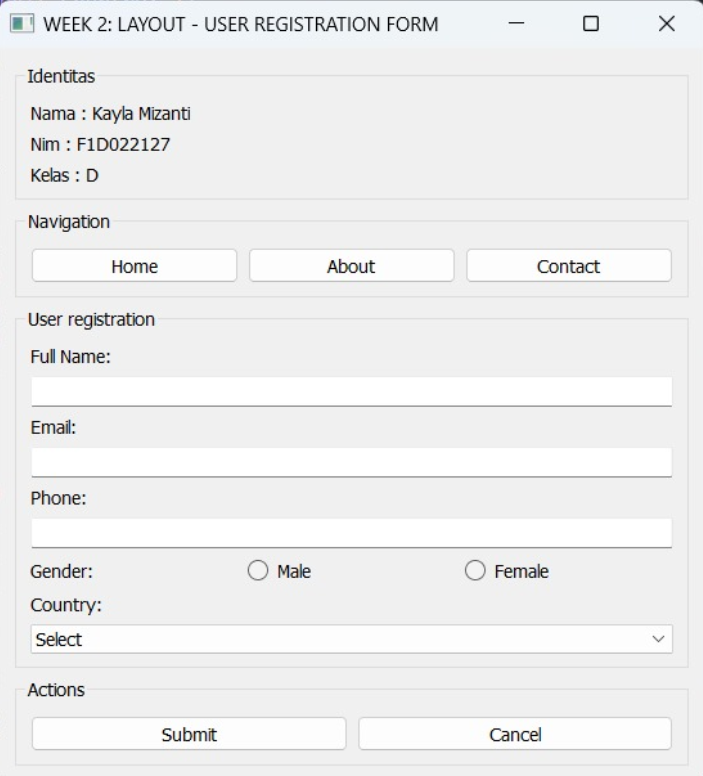 WEEK 2: LAYOUT - USER REGISTRATION FORM
Identitas
Nama : Kayla Mizanti
Nim : F1D022127
Kelas : D
Navigation
Home About Contact
User registration
Full Name:
Email:
Phone:
Gender: Male Female
Country:
Select
Actions
Submit Cancel